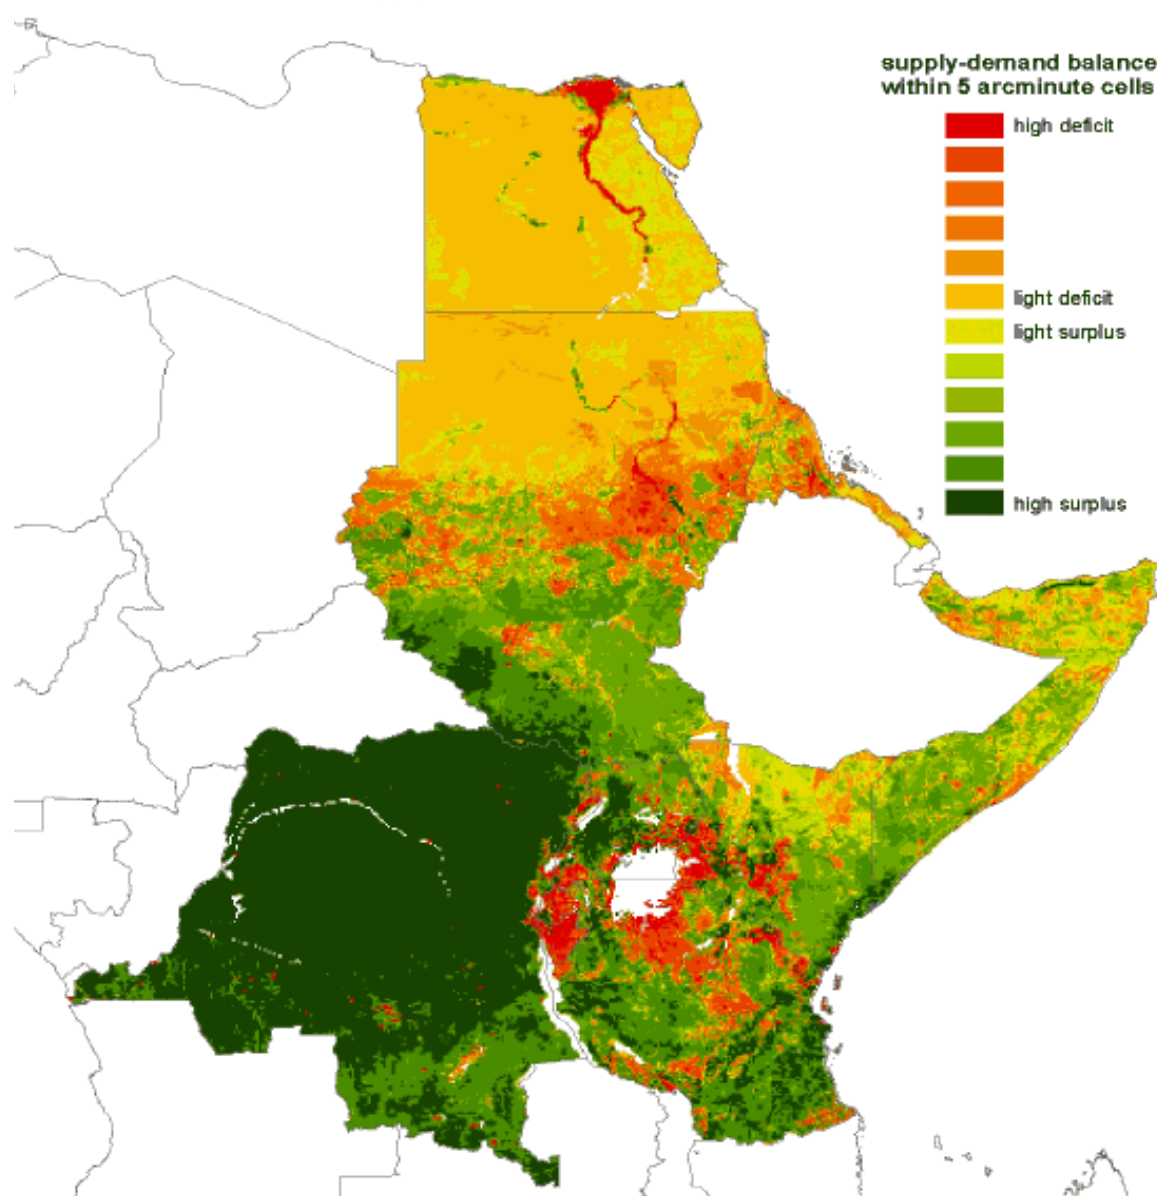 supply-demand balance
within 5 arcminute cells
high deficit
light deficit
light surplus
high surplus